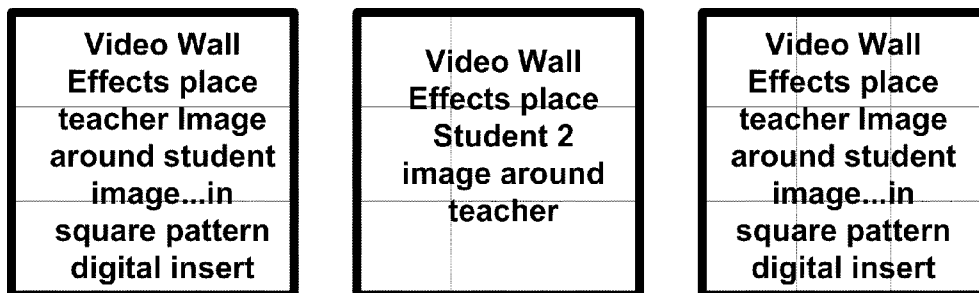 Video Wall
Effects place
teacher Image
around student
image...in
square pattern
digital insert
Video Wall
Effects place
Student 2
image around
teacher
Video Wall
Effects place
teacher Image
around student
image...in
square pattern
digital insert